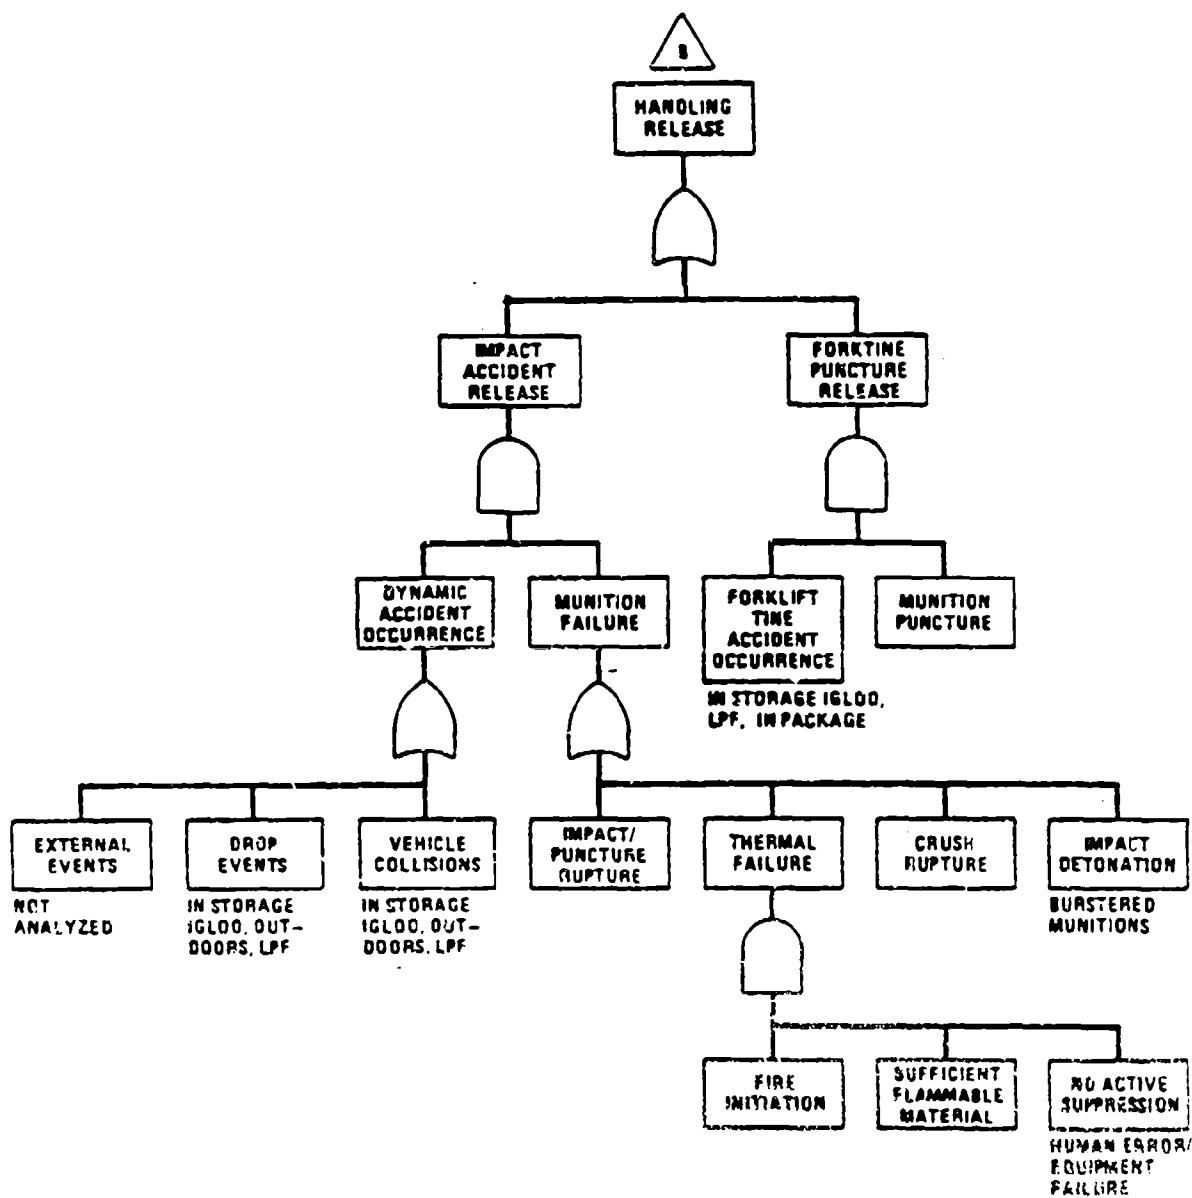 HANDLING
RELEASE
IMPACT
ACCIDENT
RELEASE
FORKTINE
PUNCTURE
RELEASE
DYNAMIC
ACCIDENT
OCCURRENCE
MUNITION
FAILURE
FORKLIFT
TINE
ACCIDENT
OCCURRENCE
MUNITION
PUNCTURE
IN STORAGE IGLOO,
LPF, IN PACKAGE
EXTERNAL
EVENTS
DROP
EVENTS
VEHICLE
COLLISIONS
IMPACT/
PUNCTURE
RUPTURE
THERMAL
FAILURE
CRUSH
RUPTURE
IMPACT
DETONATION
NOT
ANALYZED
IN STORAGE
IGLOO, OUT-
DOORS, LPF
IN STORAGE
IGLOO, OUT-
DOORS, LPF
BURSTERED
MUNITIONS
FIRE
INITIATION
SUFFICIENT
FLAMMABLE
MATERIAL
NO ACTIVE
SUPPRESSION
HUMAN ERROR/
EQUIPMENT
FAILURE